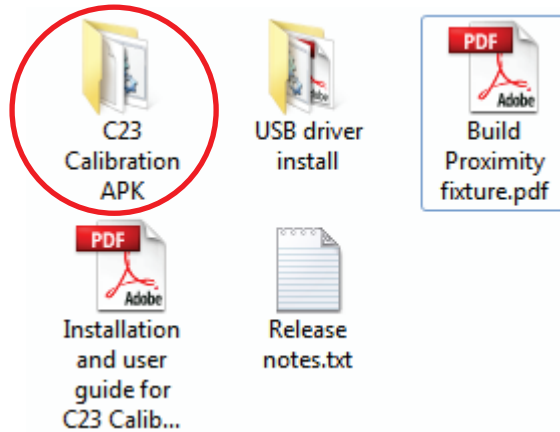 C23
Calibration
APK
USB driver
install
PDF
Adobe
Build
Proximity
fixture.pdf
PDF
Adobe
Installation
and user
guide for
C23 Calib...
Release
notes.txt